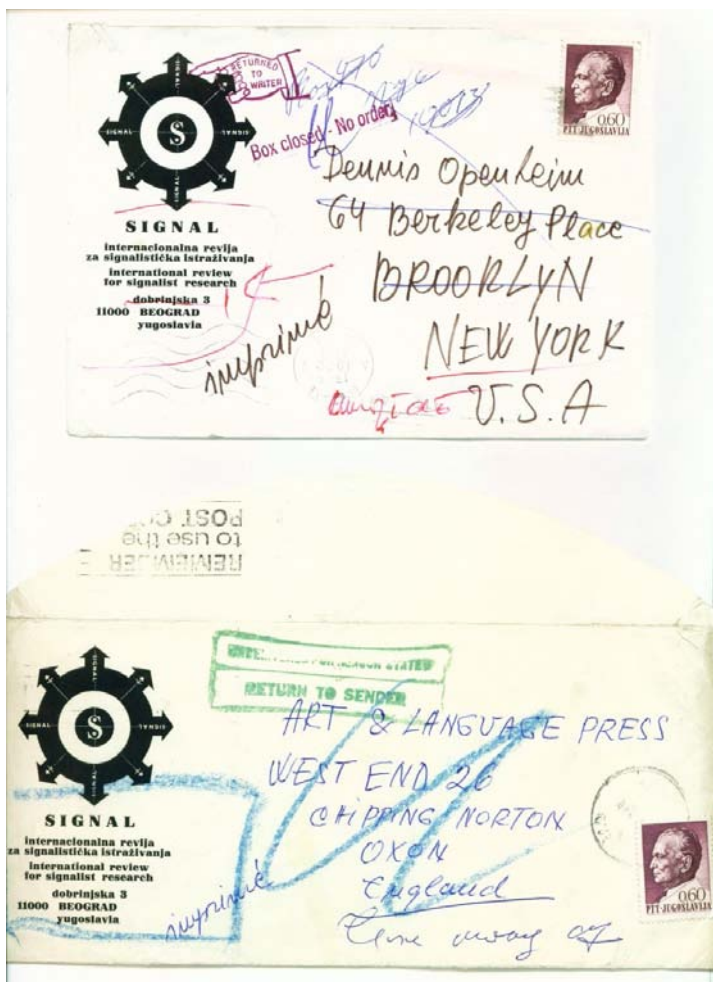 RETURNED
TO
WRITER
Box closed - No order
PTT JUGOSLAVIJA
0.60
SIGNAL
SIGNAL
S
SIGNAL
SIGNAL
SIGNAL
internacionalna revija
za signalistička istraživanja
international review
for signalist research
dobrinjska 3
11000 BEOGRAD
yugoslavia
Dennis Openheim
64 Berkeley Place
BROOKLYN
NEW YORK
U.S.A
imprimé
REMEMBER
to use the
POST
FOR REASON STATED
RETURN TO SENDER
SIGNAL
SIGNAL
S
SIGNAL
SIGNAL
SIGNAL
internacionalna revija
za signalistička istraživanja
international review
for signalist research
dobrinjska 3
11000 BEOGRAD
yugoslavia
ART & LANGUAGE PRESS
WEST END 26
CHIPPING NORTON
OXON
England
imprimé
0.60
PTT-JUGOSLAVIJA